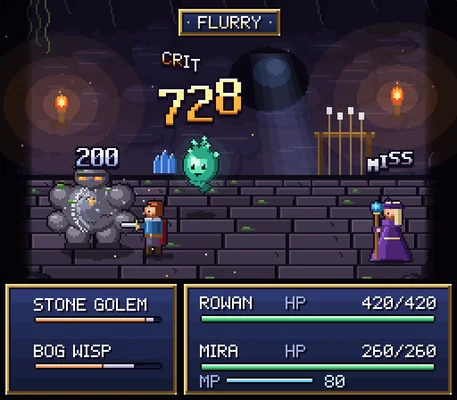 FLURRY
CRIT
728
200
MISS
STONE GOLEM
BOG WISP
ROWAN HP 420/420
MIRA HP 260/260
MP 80